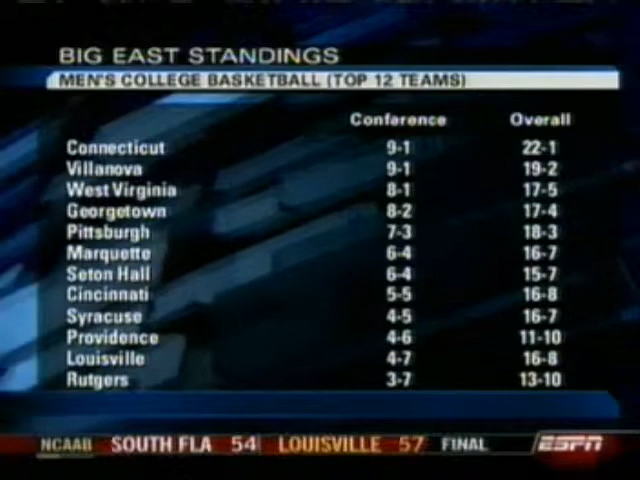 BIG EAST STANDINGS
MEN'S COLLEGE BASKETBALL (TOP 12 TEAMS)
Conference Overall
Connecticut 9-1 22-1
Villanova 9-1 19-2
West Virginia 8-1 17-5
Georgetown 8-2 17-4
Pittsburgh 7-3 18-3
Marquette 6-4 16-7
Seton Hall 6-4 15-7
Cincinnati 5-5 16-8
Syracuse 4-5 16-7
Providence 4-6 11-10
Louisville 4-7 16-8
Rutgers 3-7 13-10
NCAAB SOUTH FLA 54 LOUISVILLE 57 FINAL ESPN